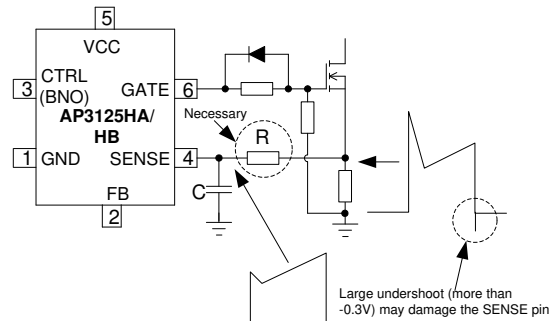 5
VCC
3
CTRL
(BNO)
GATE
6
AP3125HA/
HB
Necessary
R
1
GND
SENSE
4
C
FB
2
Large undershoot (more than
-0.3V) may damage the SENSE pin